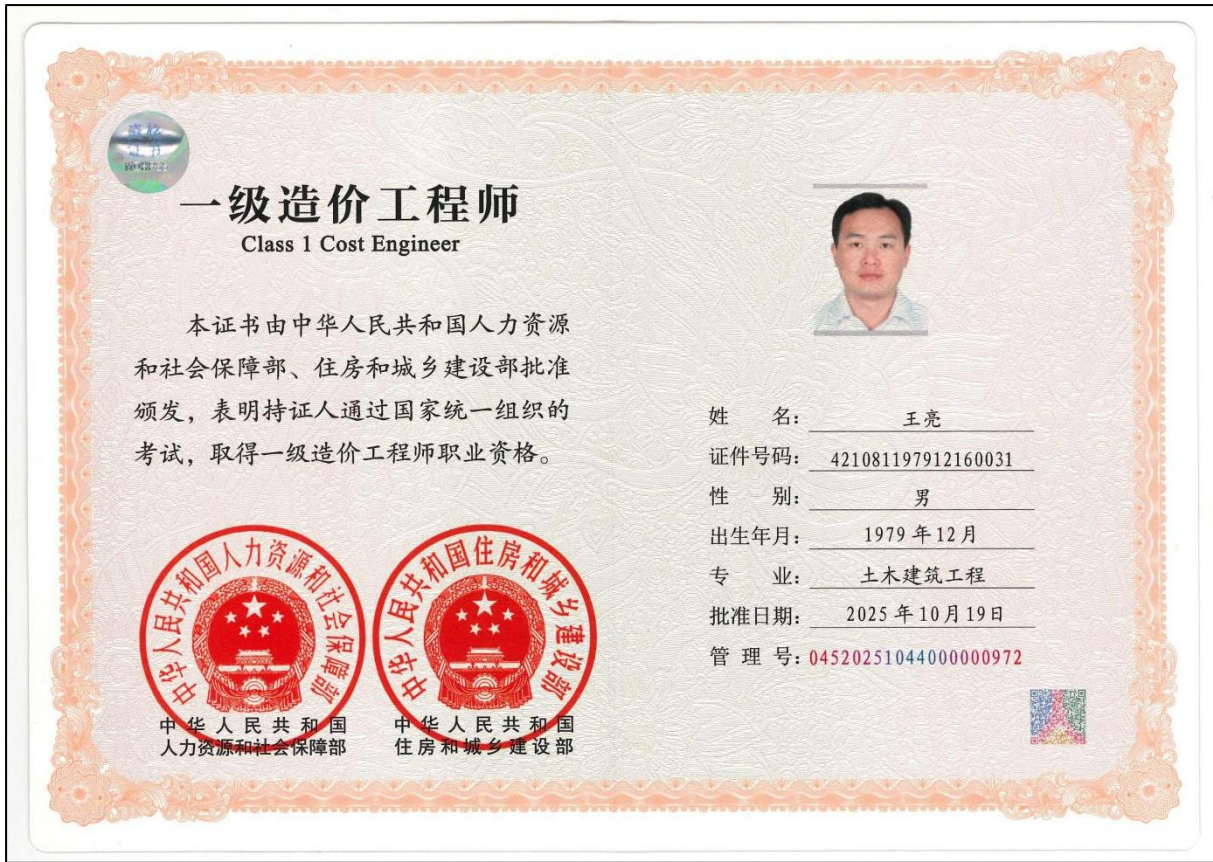 资格
证书
一级造价工程师
Class 1 Cost Engineer
本证书由中华人民共和国人力资源
和社会保障部、住房和城乡建设部批准
颁发，表明持证人通过国家统一组织的
考试，取得一级造价工程师职业资格。
中华人民共和国人力资源和社会保障部
中华人民共和国
人力资源和社会保障部
中华人民共和国住房和城乡建设部
中华人民共和国
住房和城乡建设部
姓 名： 王亮
证件号码： 421081197912160031
性 别： 男
出生年月： 1979年12月
专 业： 土木建筑工程
批准日期： 2025年10月19日
管 理 号：04520251044000000972